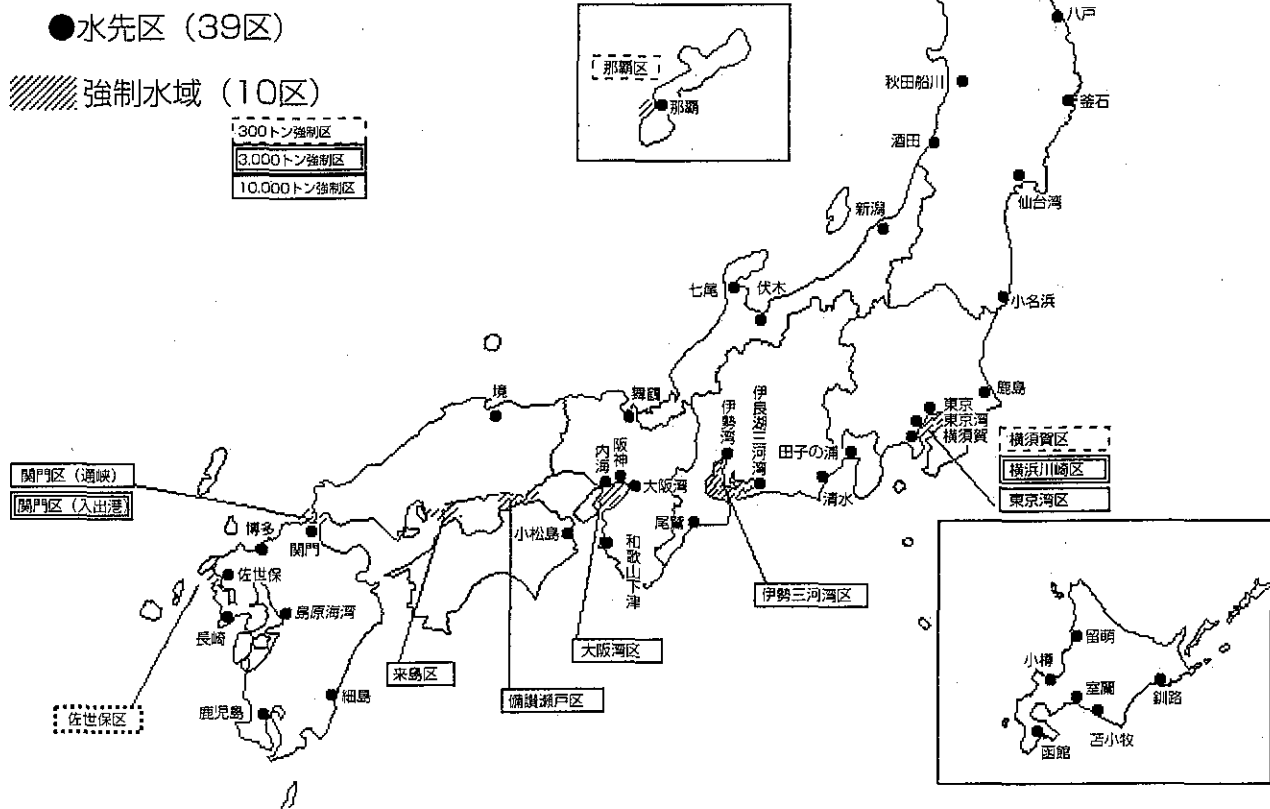 ●水先区（39区）
強制水域（10区）
300トン強制区
3,000トン強制区
10,000トン強制区
那覇区
那覇
八戸
秋田船川
釜石
酒田
仙台湾
新潟
七尾
伏木
小名浜
境
舞鶴
鹿島
伊勢湾
伊良湖三河湾
東京
東京湾
横須賀
田子の浦
清水
横須賀区
横浜川崎区
東京湾区
内海
阪神
大阪湾
尾鷲
小松島
和歌山下津
関門区（通峡）
関門区（入出港）
博多
関門
佐世保
島原海湾
長崎
伊勢三河湾区
大阪湾区
来島区
備讃瀬戸区
細島
鹿児島
佐世保区
留萌
小樽
室蘭
釧路
苫小牧
函館